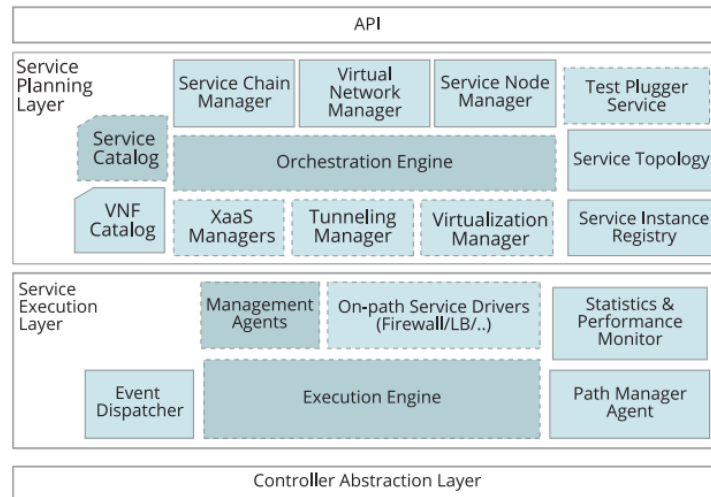 API
Service
Planning
Layer
Service Chain
Manager
Virtual
Network
Manager
Service Node
Manager
Test Plugger
Service
Service
Catalog
Orchestration Engine
Service Topology
VNF
Catalog
XaaS
Managers
Tunneling
Manager
Virtualization
Manager
Service Instance
Registry
Service
Execution
Layer
Management
Agents
On-path Service Drivers
(Firewall/LB/..)
Statistics &
Performance
Monitor
Event
Dispatcher
Execution Engine
Path Manager
Agent
Controller Abstraction Layer